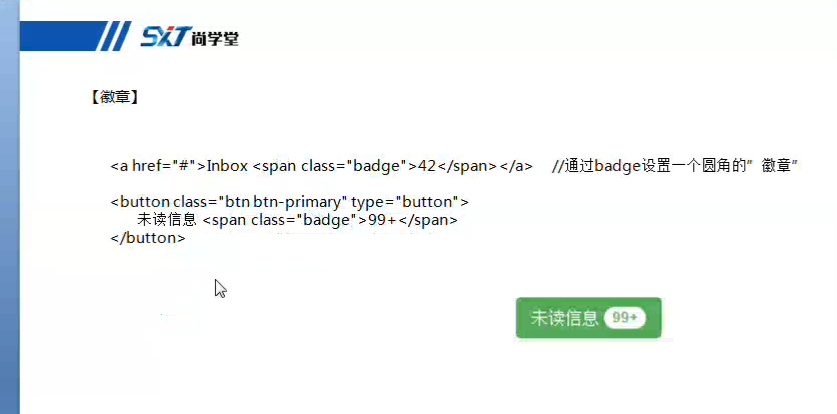 SXT尚学堂
【徽章】
<a href="#">Inbox <span class="badge">42</span></a> //通过badge设置一个圆角的”徽章”
<button class="btn btn-primary" type="button">
未读信息 <span class="badge">99+</span>
</button>
未读信息 99+